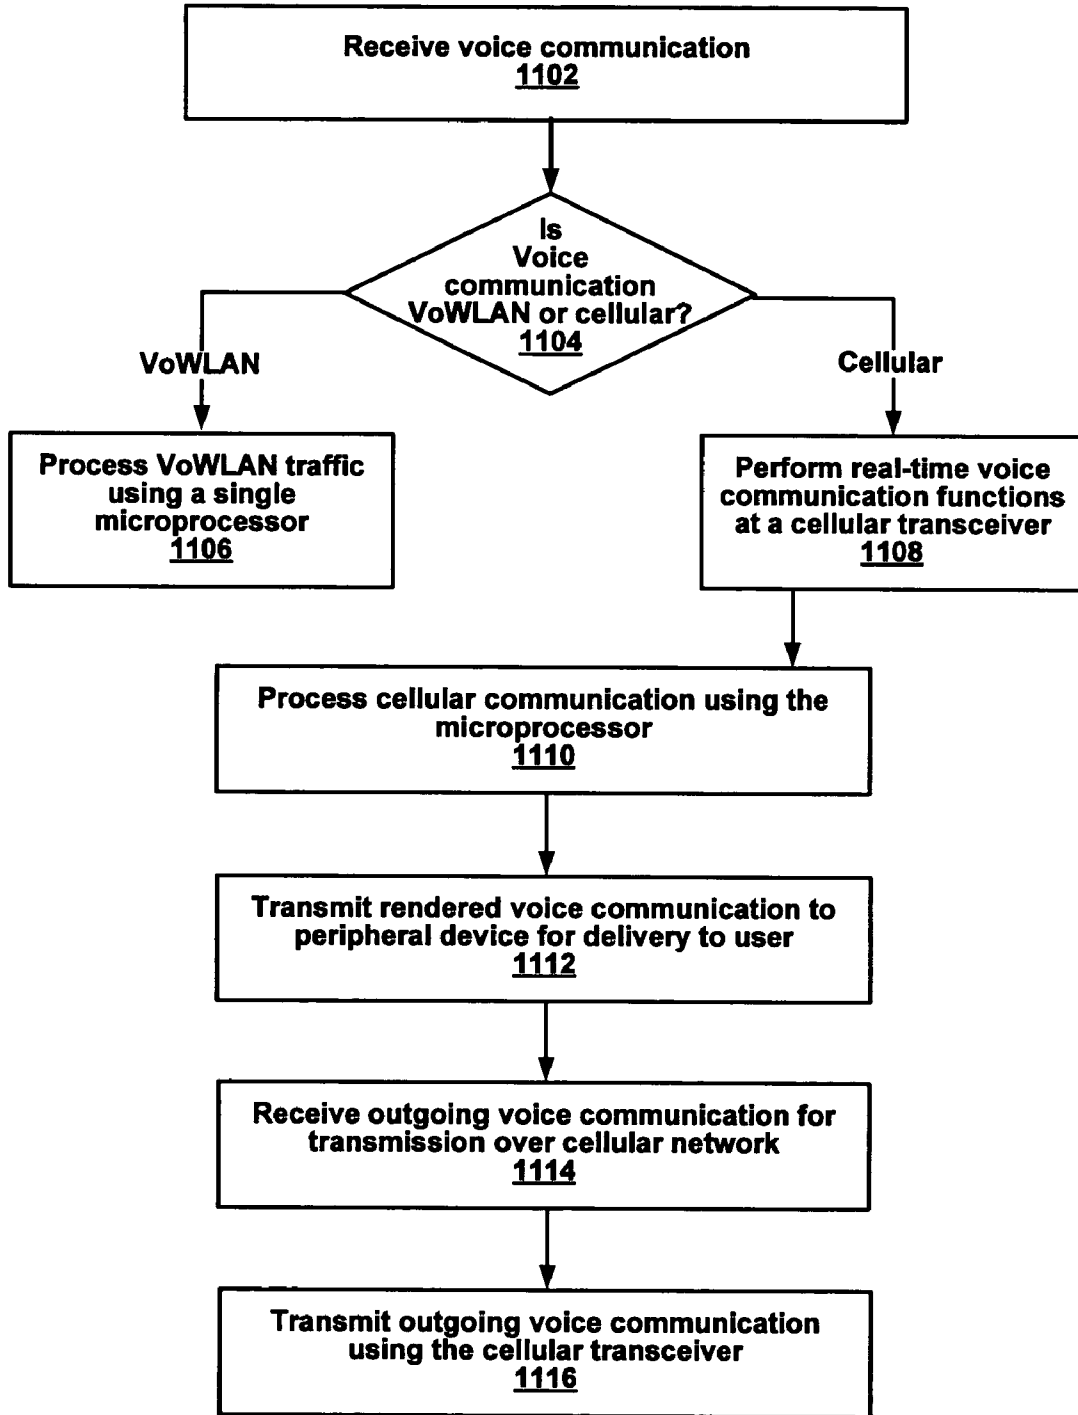 Receive voice communication
1102
Is
Voice
communication
VoWLAN or cellular?
1104
VoWLAN
Cellular
Process VoWLAN traffic
using a single
microprocessor
1106
Perform real-time voice
communication functions
at a cellular transceiver
1108
Process cellular communication using the
microprocessor
1110
Transmit rendered voice communication to
peripheral device for delivery to user
1112
Receive outgoing voice communication for
transmission over cellular network
1114
Transmit outgoing voice communication
using the cellular transceiver
1116